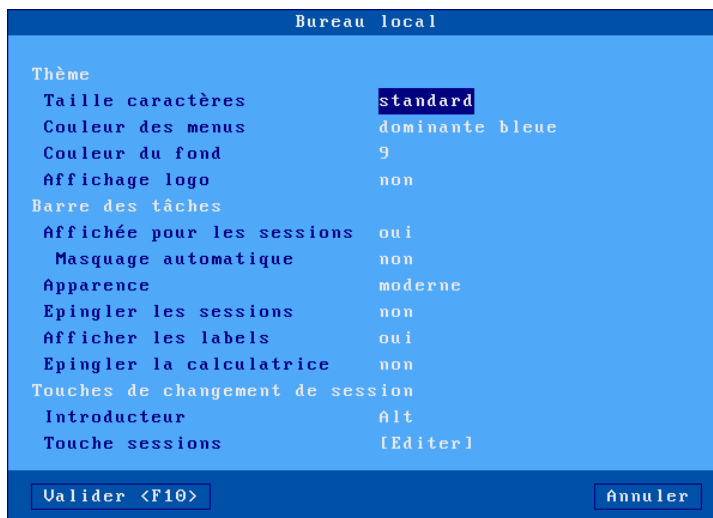 Bureau local
Thème
Taille caractères standard
Couleur des menus dominante bleue
Couleur du fond 9
Affichage logo non
Barre des tâches
Affichée pour les sessions oui
Masquage automatique non
Apparence moderne
Epingler les sessions non
Afficher les labels oui
Epingler la calculatrice non
Touches de changement de session
Introducteur Alt
Touche sessions [Editer]
Valider <F10> Annuler